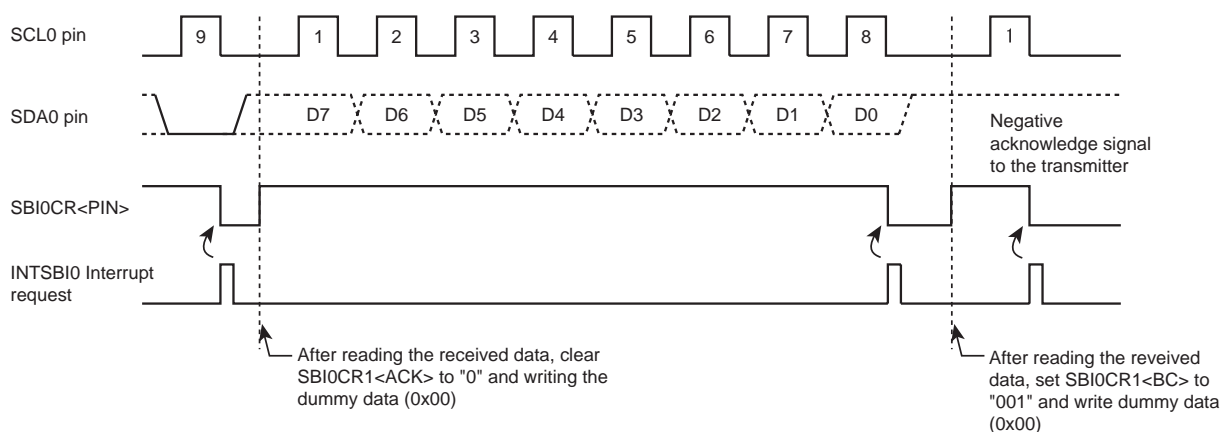 SCL0 pin
9
1
2
3
4
5
6
7
8
1
SDA0 pin
D7
D6
D5
D4
D3
D2
D1
D0
Negative
acknowledge signal
to the transmitter
SBI0CR<PIN>
INTSBI0 Interrupt
request
After reading the received data, clear
SBI0CR1<ACK> to "0" and writing the
dummy data (0x00)
After reading the reveived
data, set SBI0CR1<BC> to
"001" and write dummy data
(0x00)